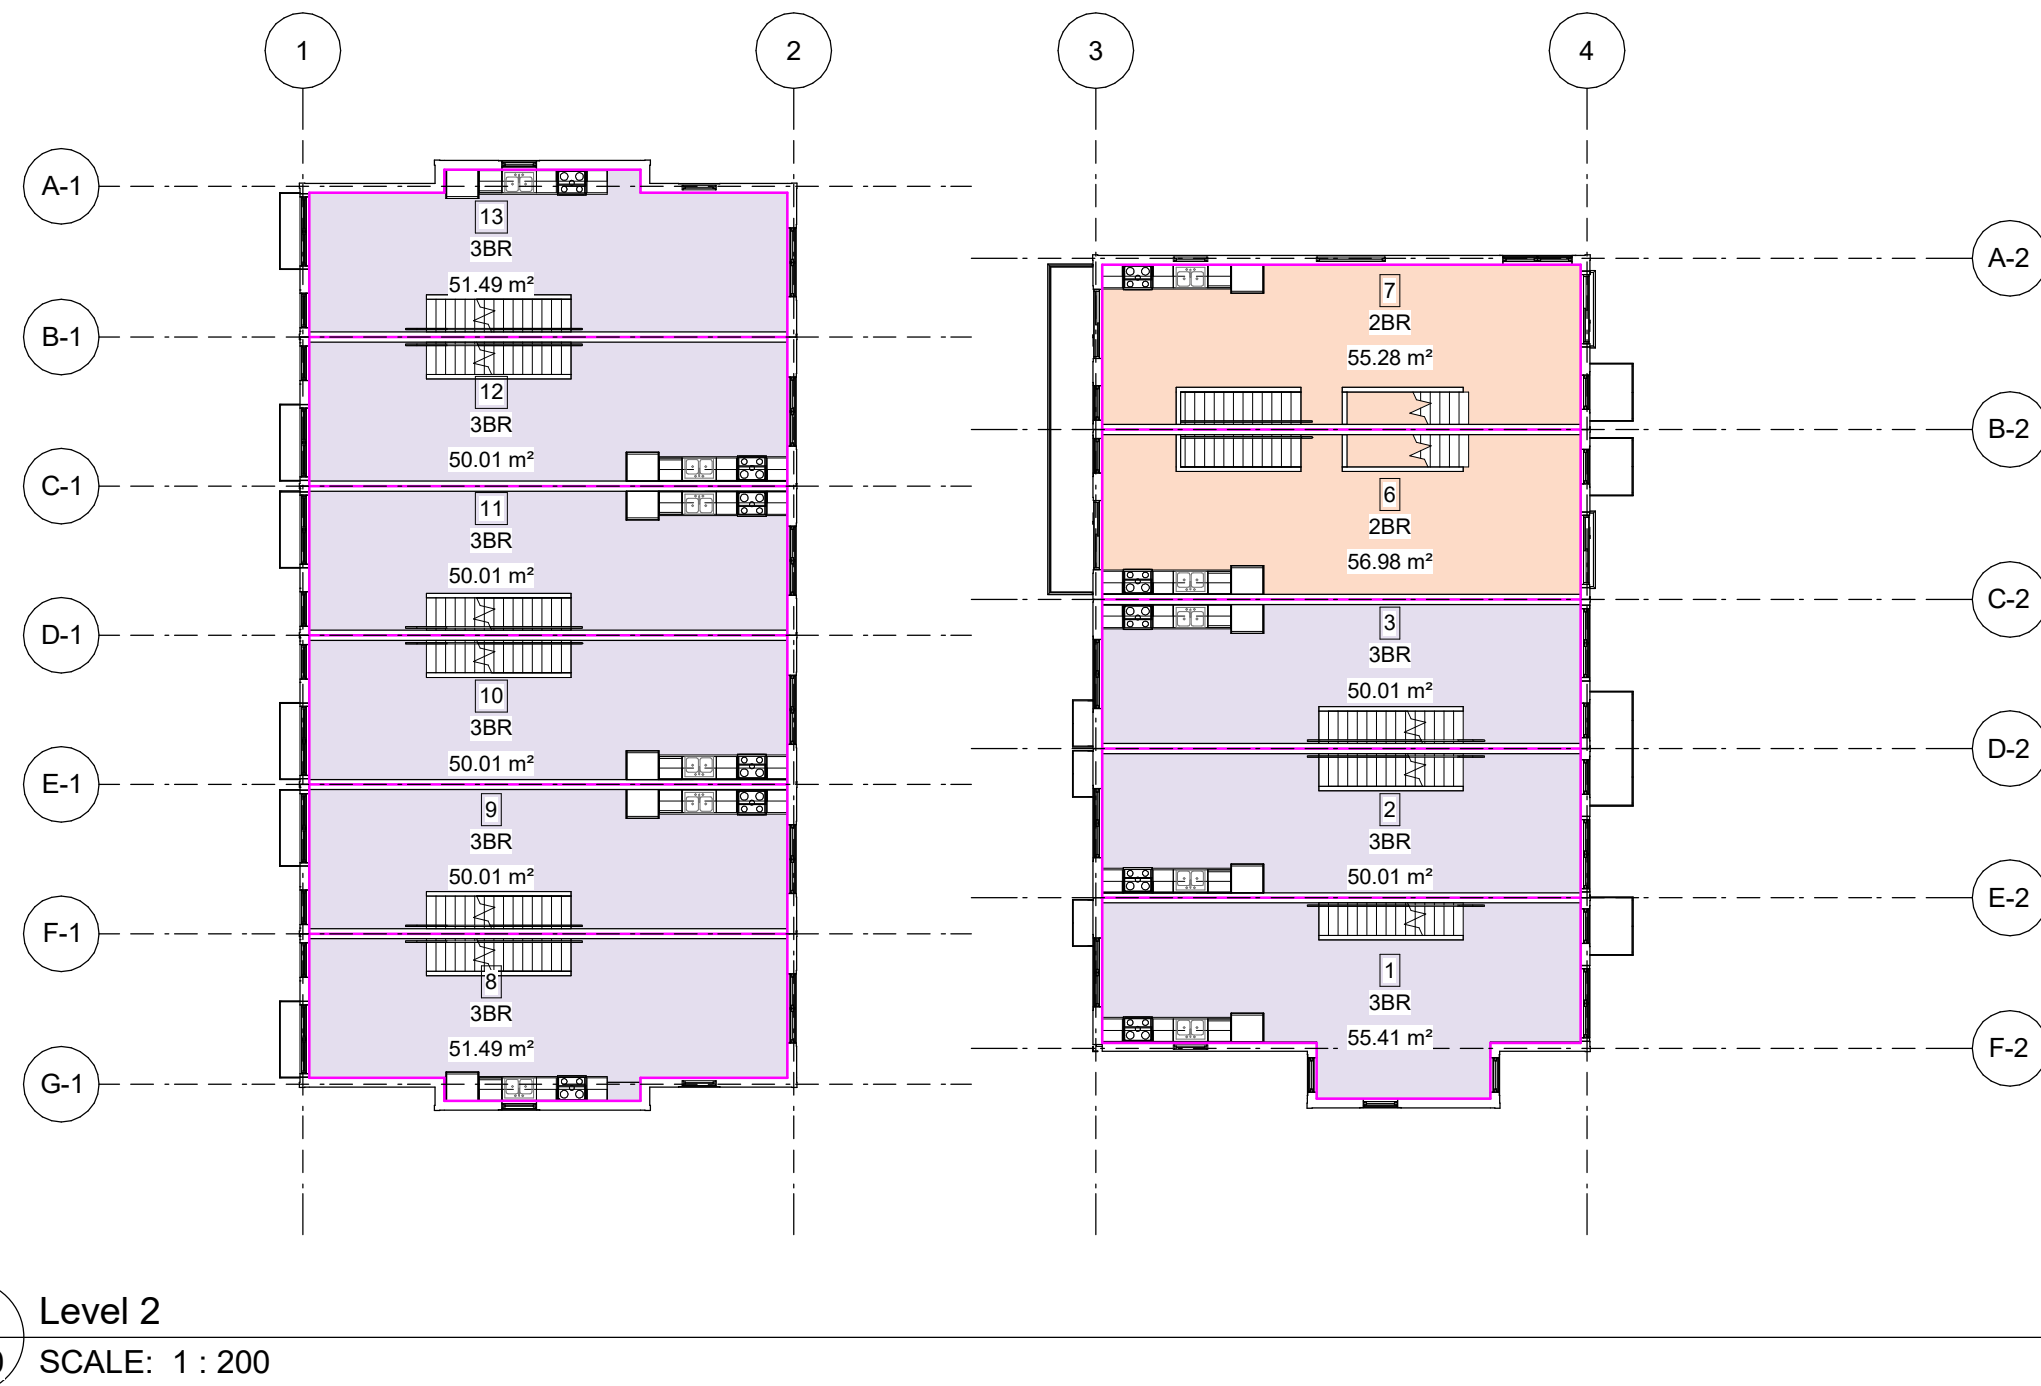 1
2
3
4
A-1
B-1
C-1
D-1
E-1
F-1
G-1
13
3BR
51.49 m²
12
3BR
50.01 m²
11
3BR
50.01 m²
10
3BR
50.01 m²
9
3BR
50.01 m²
8
3BR
51.49 m²
7
2BR
55.28 m²
6
2BR
56.98 m²
3
3BR
50.01 m²
2
3BR
50.01 m²
1
3BR
55.41 m²
A-2
B-2
C-2
D-2
E-2
F-2
Level 2
SCALE: 1 : 200